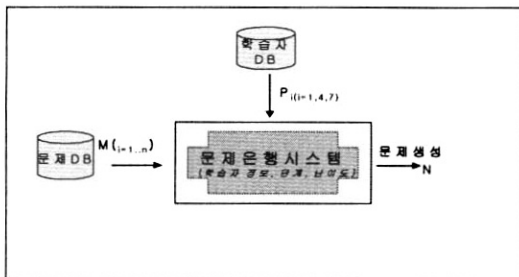 학습자
DB
P i(i=1,4,7)
M(i=1..n)
문제DB
문제은행시스템
(학습자 정보, 단계, 난이도)
문제생성
N